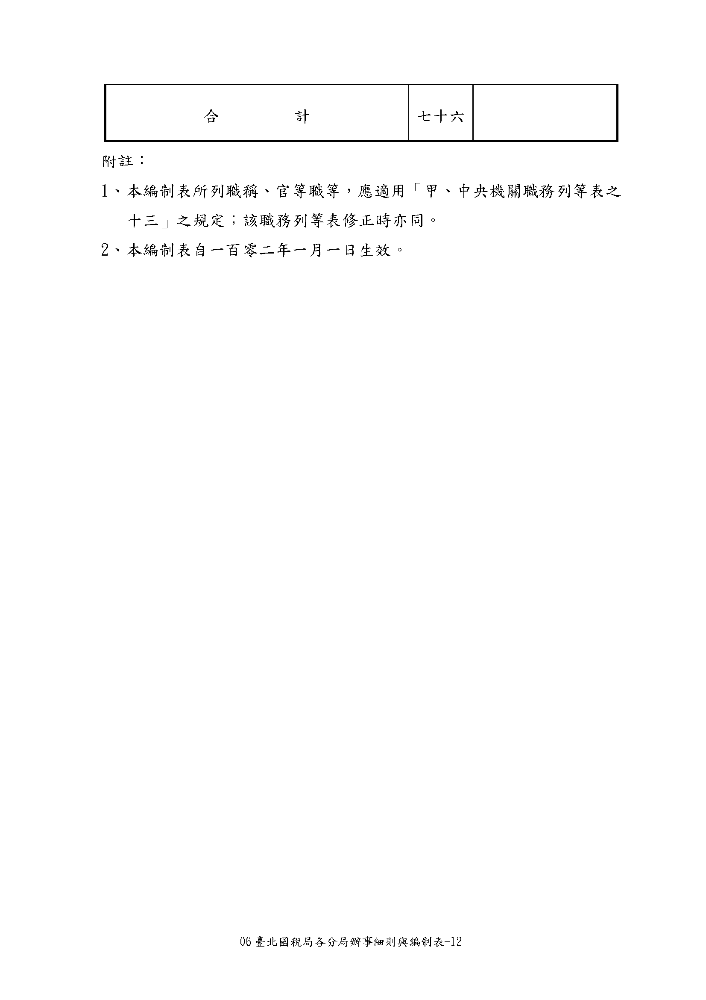 合計 七十六
附註：
1、本編制表所列職稱、官等職等，應適用「甲、中央機關職務列等表之
十三」之規定；該職務列等表修正時亦同。
2、本編制表自一百零二年一月一日生效。
06 臺北國稅局各分局辦事細則與編制表-12